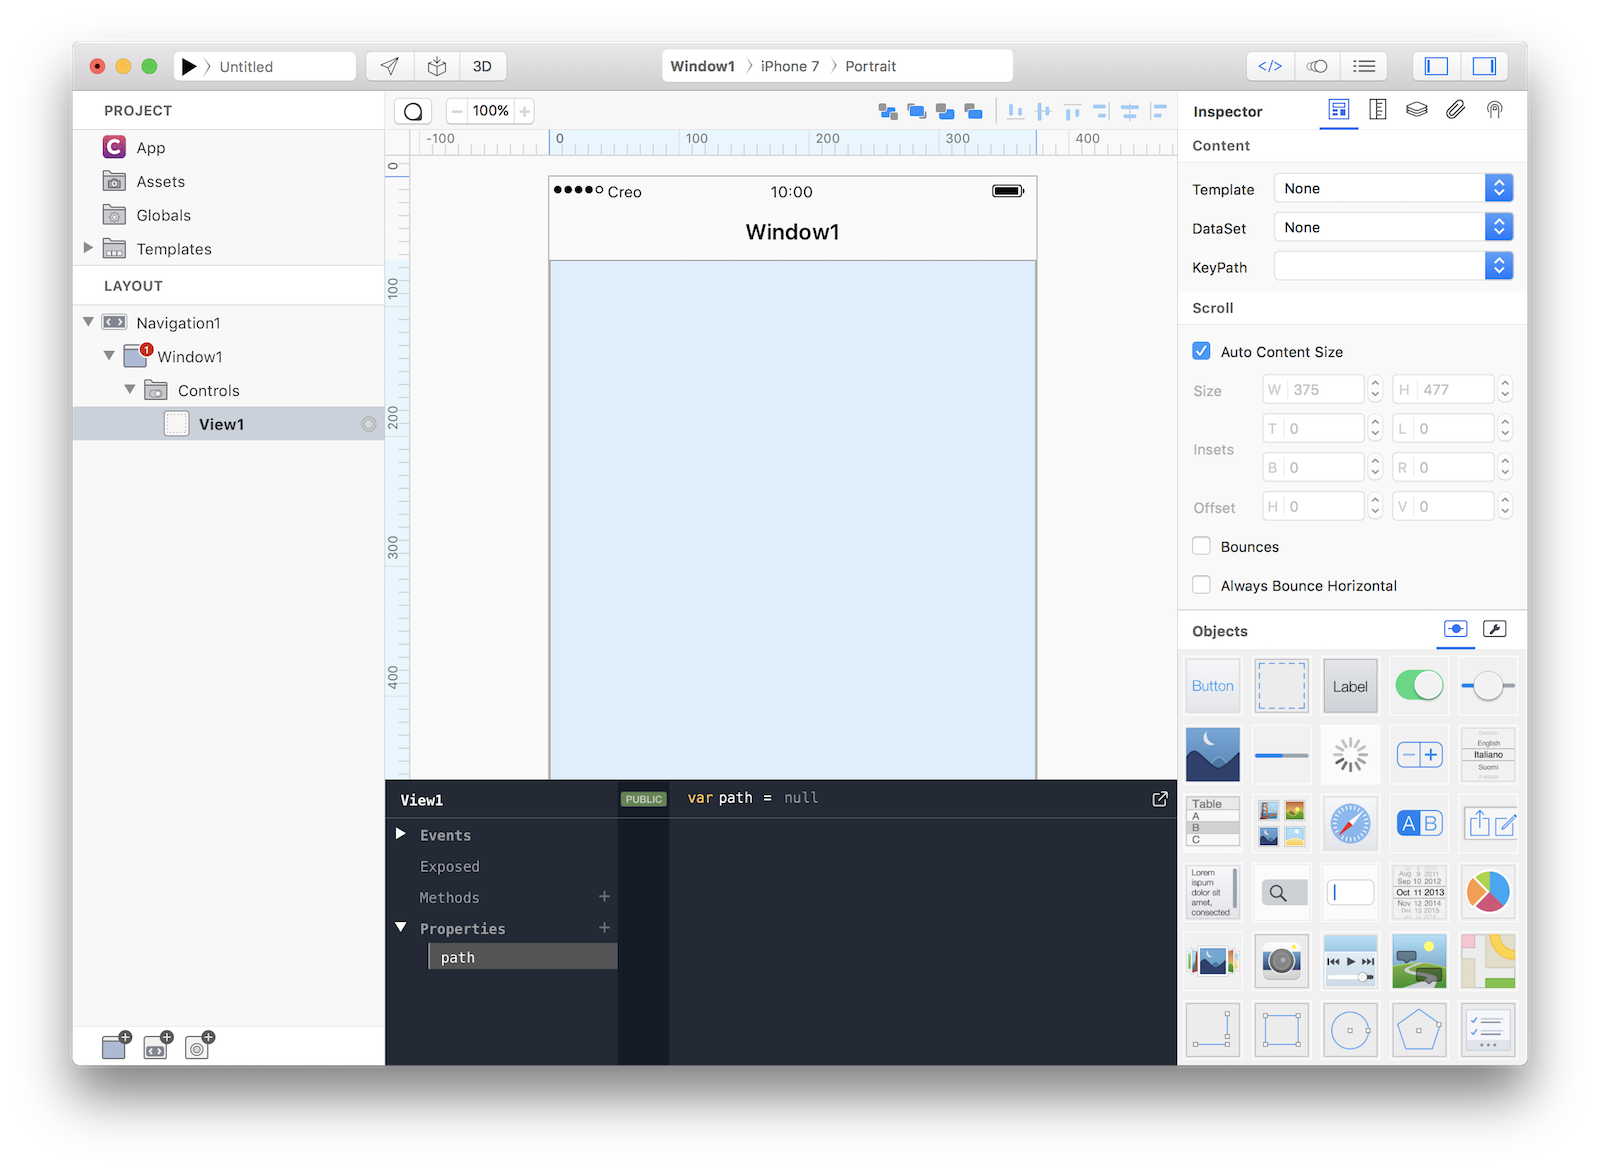 Untitled
3D
Window1 iPhone 7 Portrait
</>
PROJECT
App
Assets
Globals
Templates
LAYOUT
Navigation1
1
Window1
Controls
View1
100%
-100 0 100 200 300 400
0
100
200
300
400
Creo 10:00
Window1
View1
PUBLIC
var path = null
Events
Exposed
Methods
Properties
path
Inspector
Content
Template None
DataSet None
KeyPath
Scroll
Auto Content Size
Size W 375 H 477
T 0 L 0
Insets
B 0 R 0
Offset H 0 V 0
Bounces
Always Bounce Horizontal
Objects
Button
Label
Deutsch
English
Italiano
Suomi
Français
Table
A
B
C
A B
Lorem
ispum
dolor sit
amet,
consected
Aug 9 2011
Sep 10 2012
Oct 11 2013
Nov 12 2014
Dec 13 2015